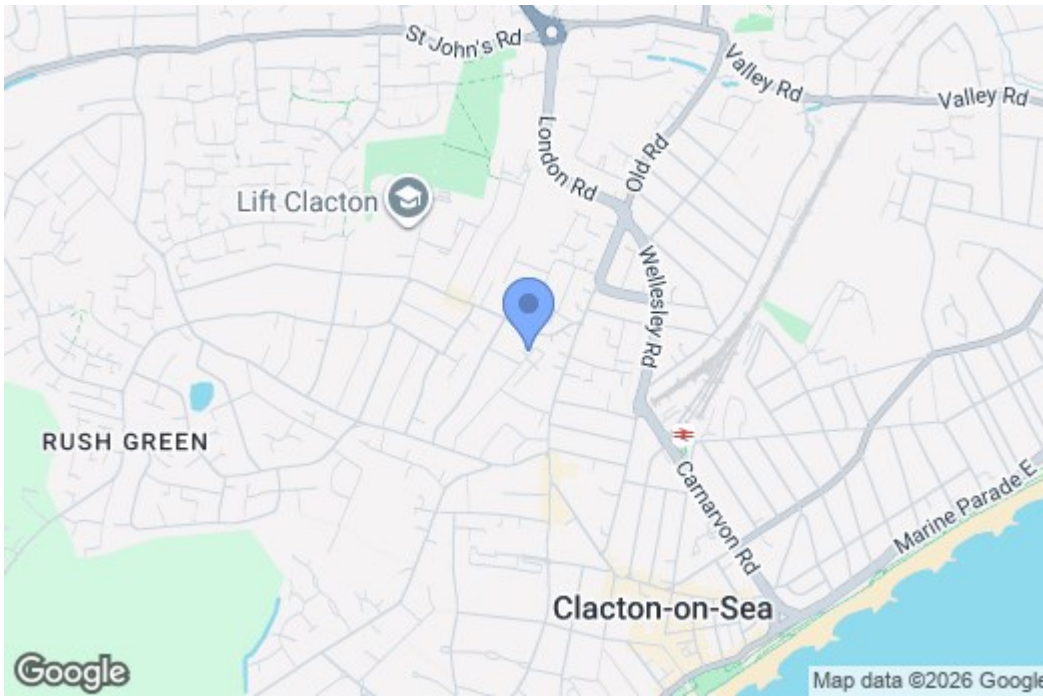 St John's Rd
Valley Rd
Valley Rd
London Rd
Old Rd
Lift Clacton
Wellesley Rd
RUSH GREEN
Carnarvon Rd
Marine Parade E
Clacton-on-Sea
Google
Map data ©2026 Google